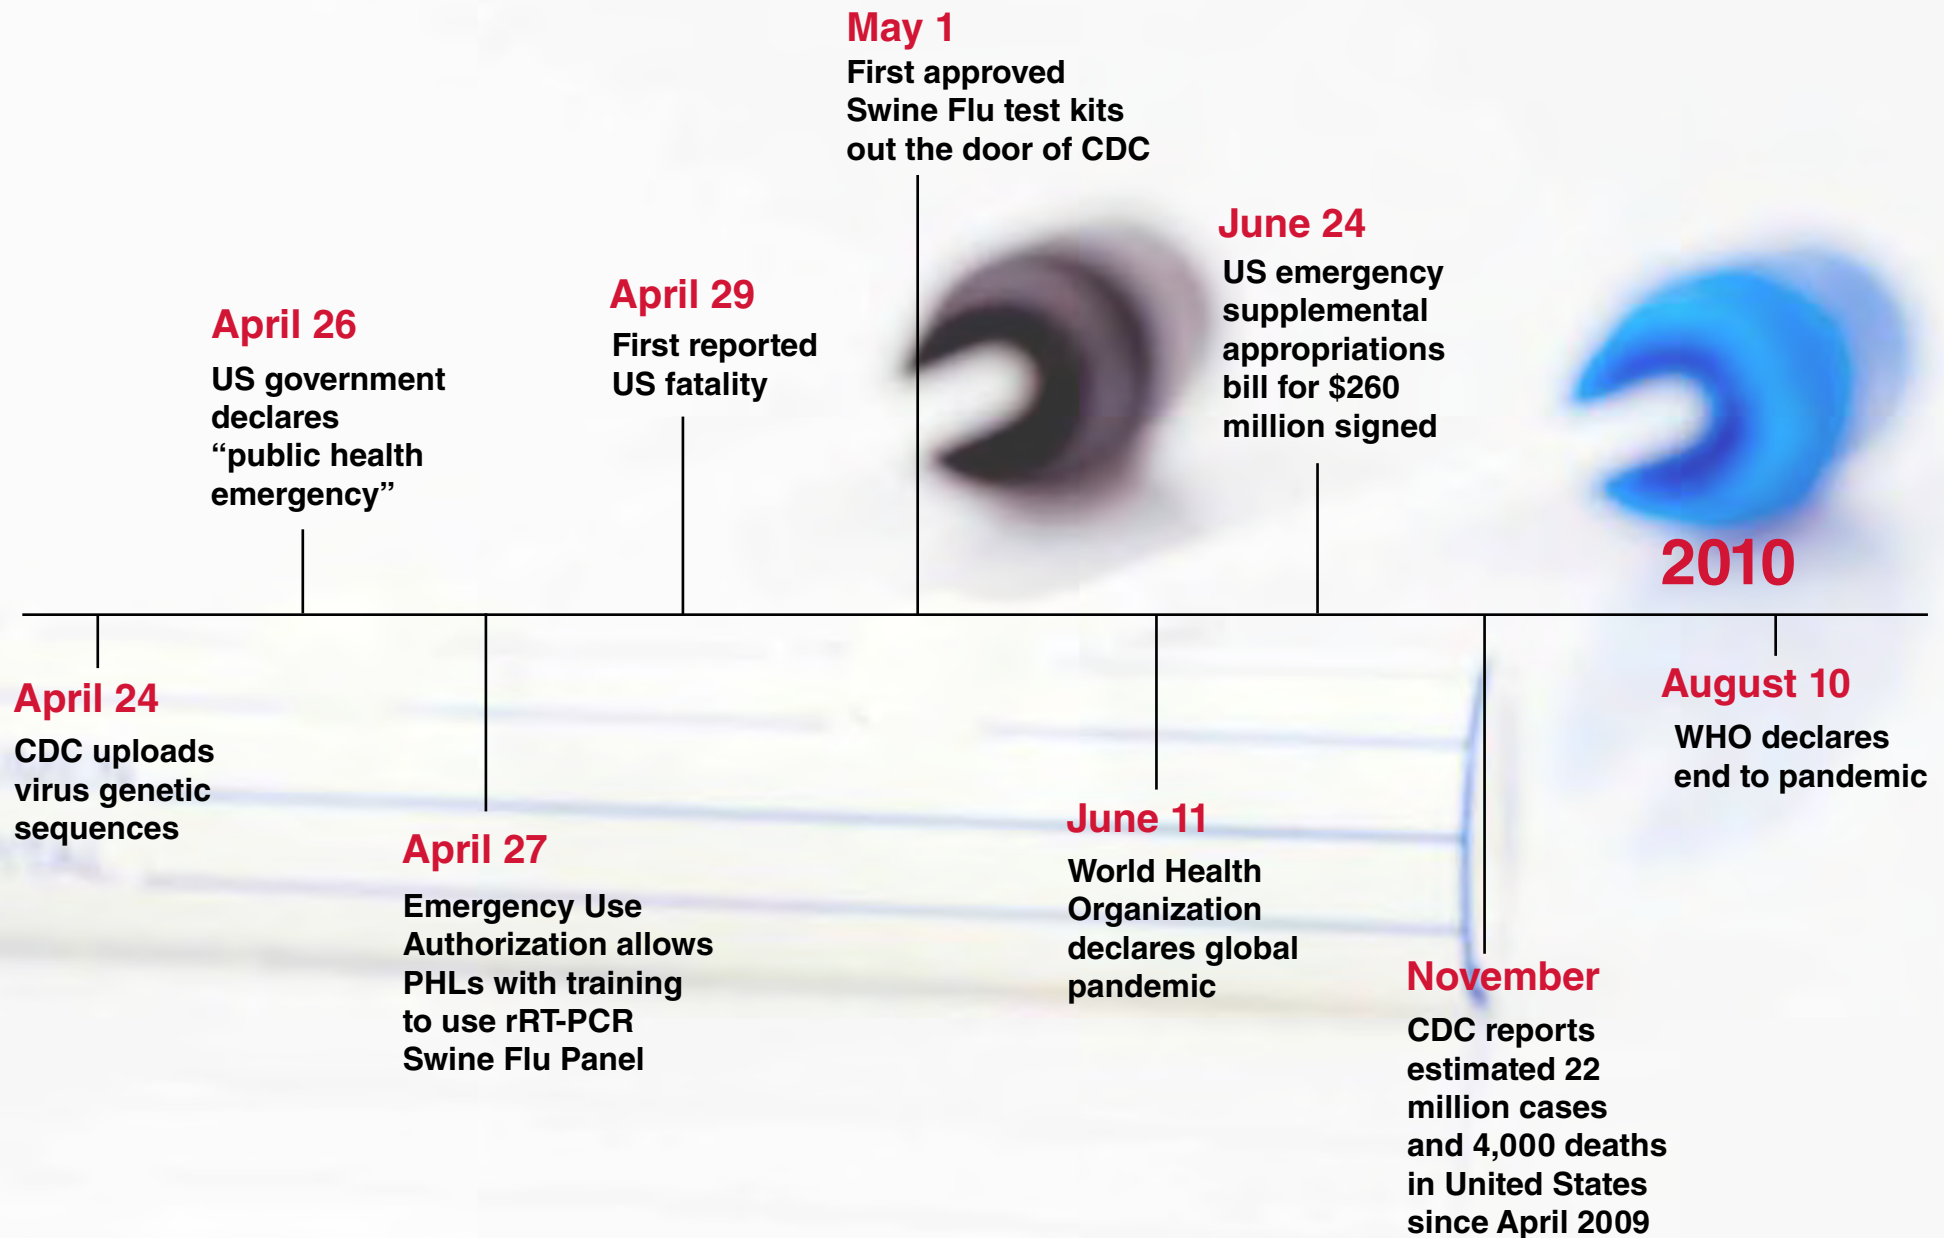 May 1
First approved
Swine Flu test kits
out the door of CDC
June 24
US emergency
supplemental
appropriations
bill for $260
million signed
April 29
First reported
US fatality
April 26
US government
declares
“public health
emergency”
2010
April 24
CDC uploads
virus genetic
sequences
April 27
Emergency Use
Authorization allows
PHLs with training
to use rRT-PCR
Swine Flu Panel
June 11
World Health
Organization
declares global
pandemic
November
CDC reports
estimated 22
million cases
and 4,000 deaths
in United States
since April 2009
August 10
WHO declares
end to pandemic